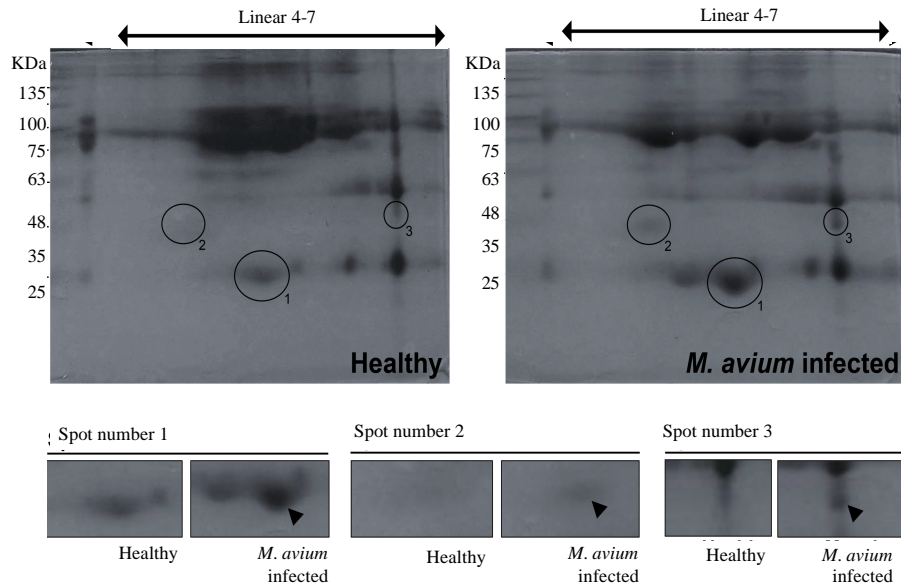 Linear 4-7
Linear 4-7
KDa
135
100
75
63
48
35
25
2
3
1
Healthy
KDa
135
100
75
63
48
35
25
2
3
1
M. avium infected
Spot number 1
Healthy
M. avium
infected
Spot number 2
Healthy
M. avium
infected
Spot number 3
Healthy
M. avium
infected